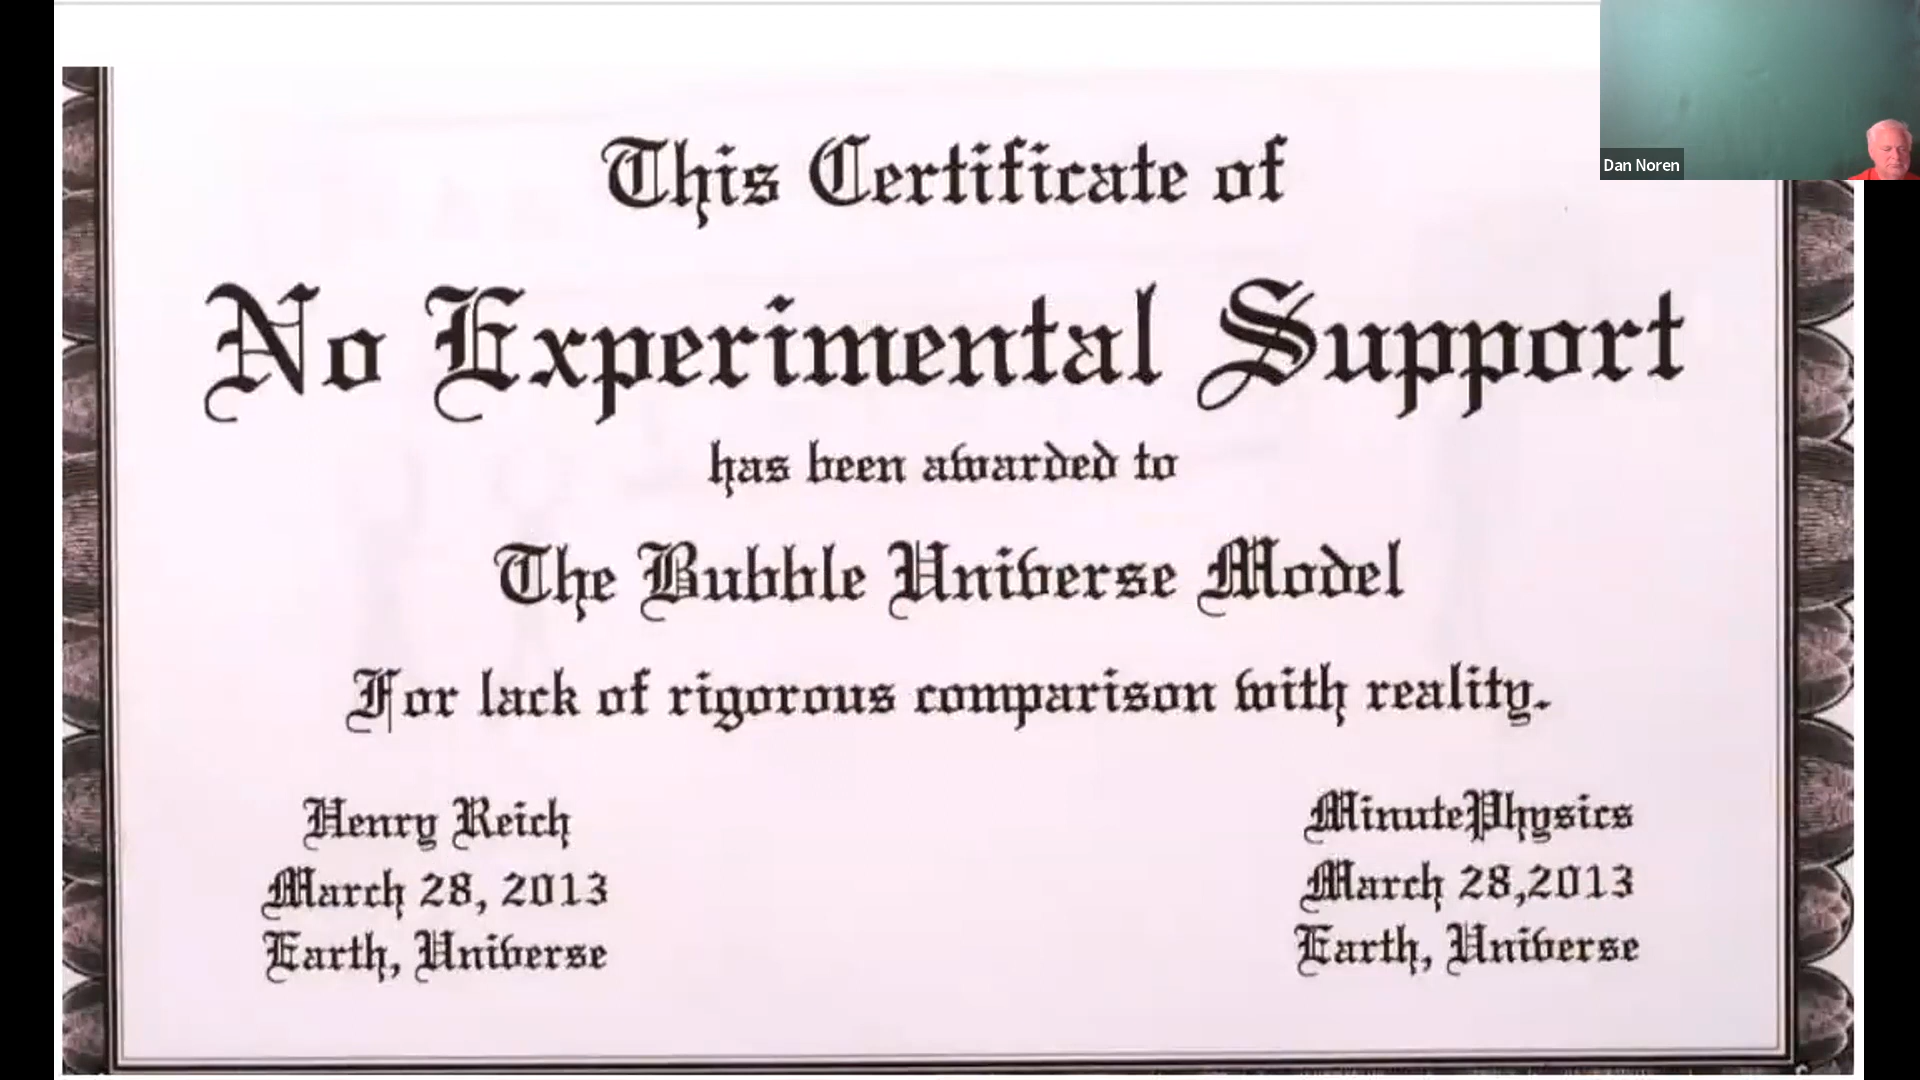 This Certificate of
No Experimental Support
has been awarded to
The Bubble Universe Model
For lack of rigorous comparison with reality.
Henry Reich
March 28, 2013
Earth, Universe
MinutePhysics
March 28,2013
Earth, Universe
Dan Noren